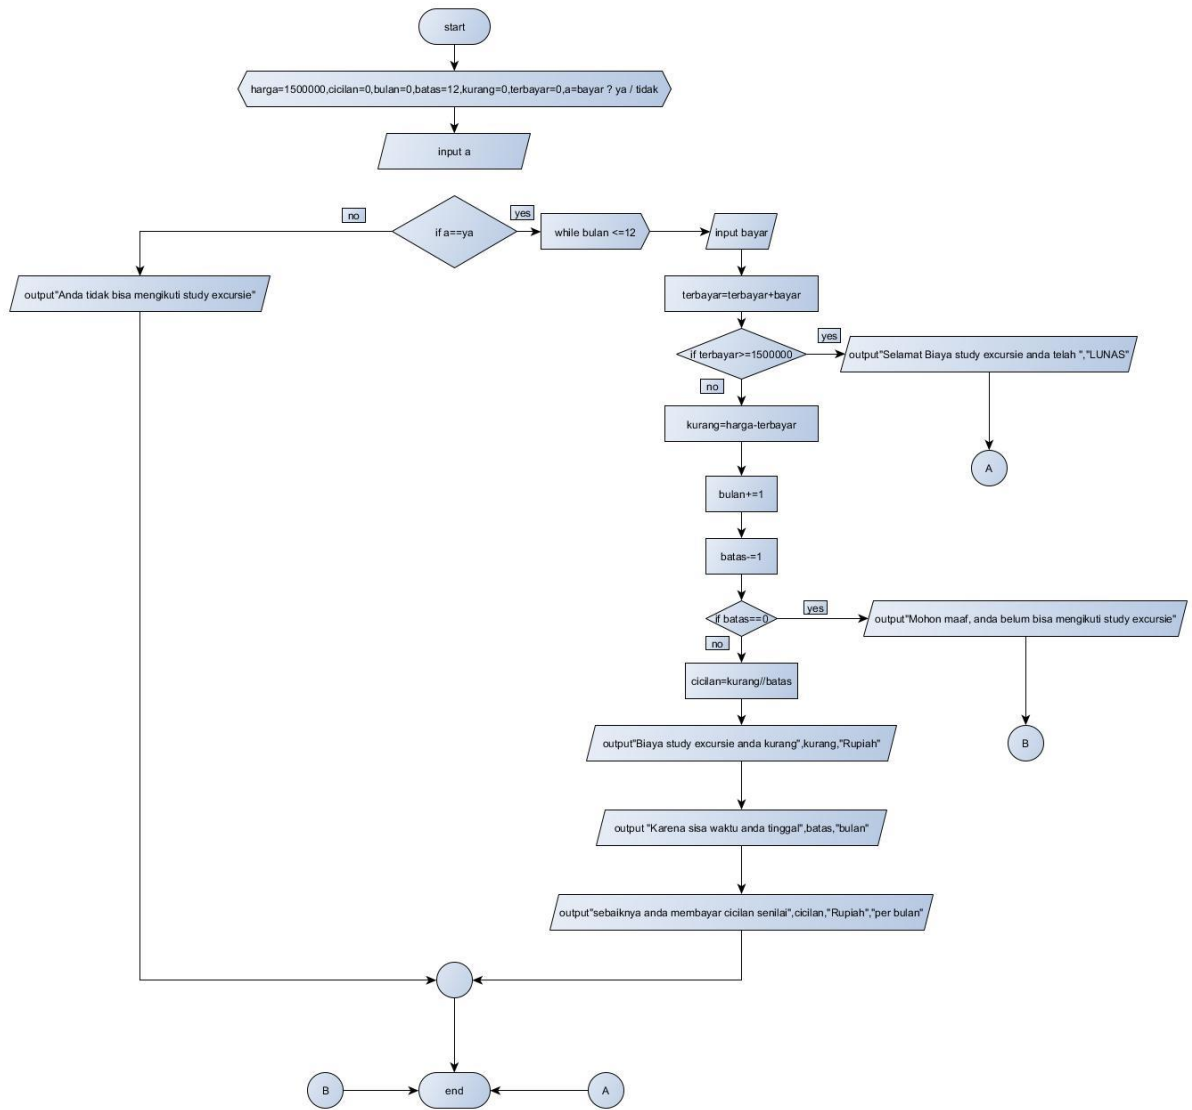 start
harga=1500000,cicilan=0,bulan=0,batas=12,kurang=0,terbayar=0,a=bayar ? ya / tidak
input a
no
if a==ya
yes
while bulan <=12
input bayar
output"Anda tidak bisa mengikuti study excursie"
terbayar=terbayar+bayar
if terbayar>=1500000
yes
output"Selamat Biaya study excursie anda telah ","LUNAS"
no
kurang=harga-terbayar
A
bulan+=1
batas-=1
if batas==0
yes
output"Mohon maaf, anda belum bisa mengikuti study excursie"
no
cicilan=kurang//batas
output"Biaya study excursie anda kurang",kurang,"Rupiah"
B
output "Karena sisa waktu anda tinggal",batas,"bulan"
output"sebaiknya anda membayar cicilan senilai",cicilan,"Rupiah","per bulan"
B
end
A